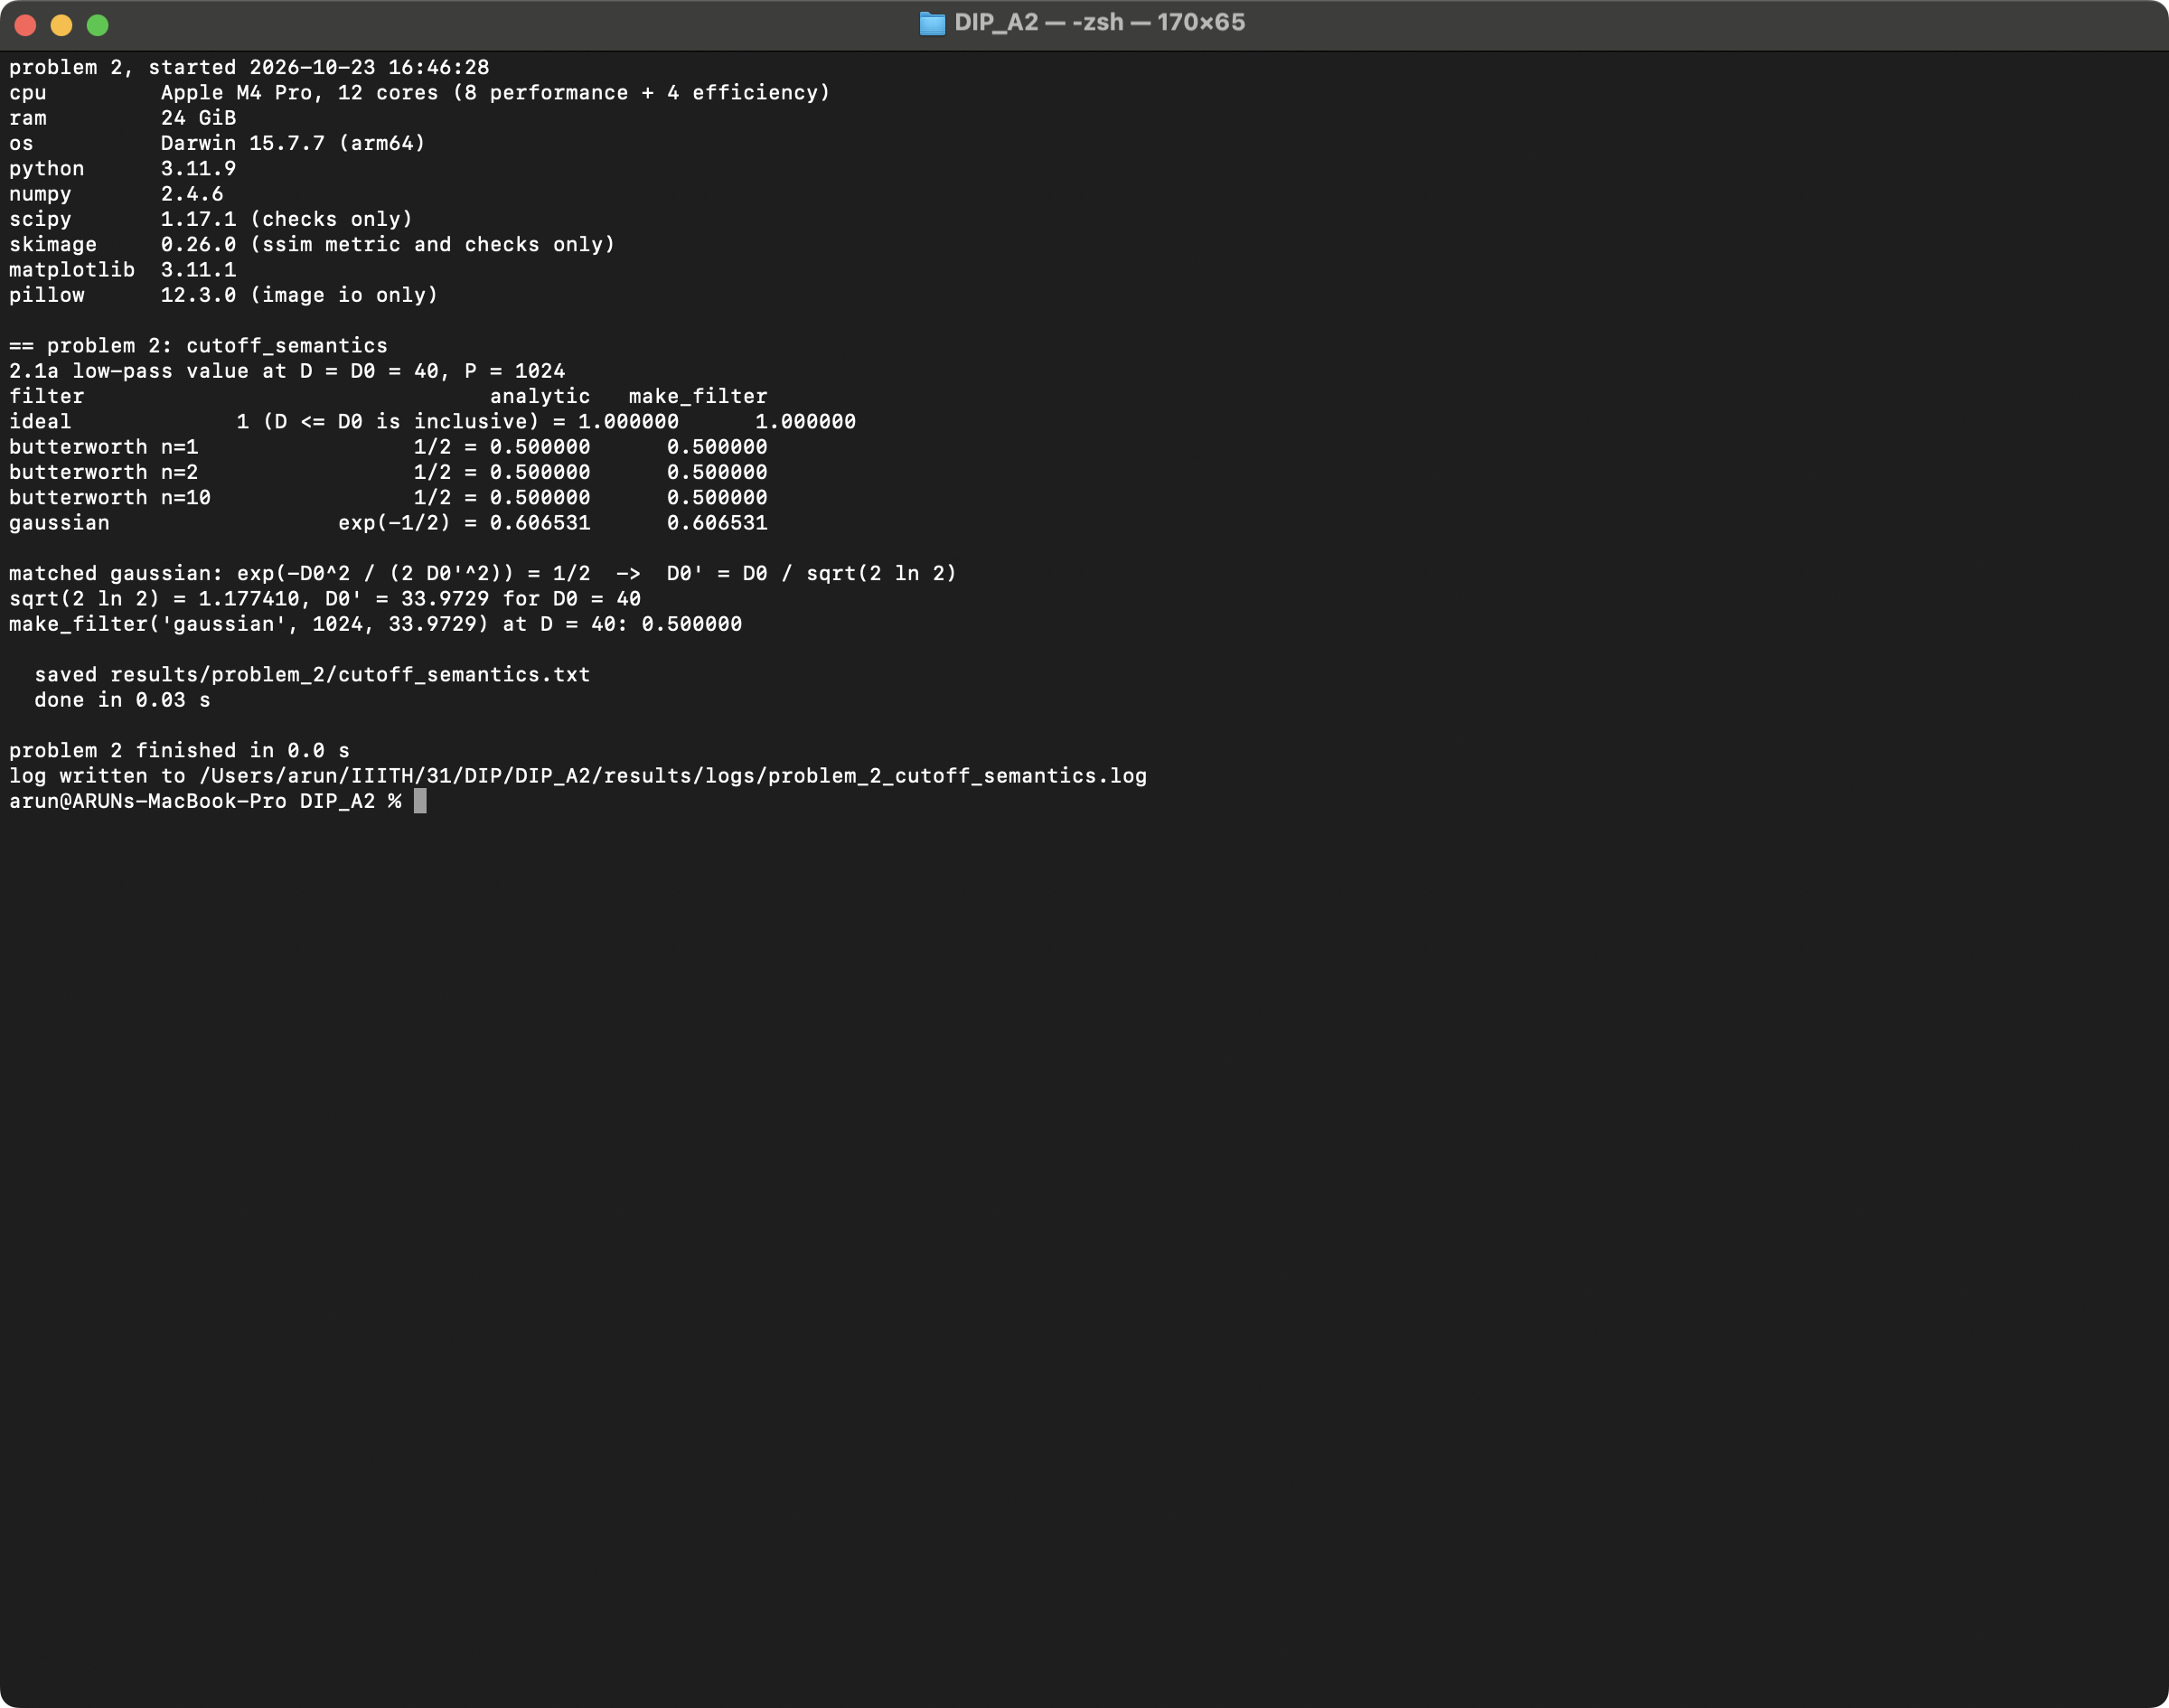 DIP_A2 — -zsh — 170×65
problem 2, started 2026-10-23 16:46:28
cpu         Apple M4 Pro, 12 cores (8 performance + 4 efficiency)
ram         24 GiB
os          Darwin 15.7.7 (arm64)
python      3.11.9
numpy       2.4.6
scipy       1.17.1 (checks only)
skimage     0.26.0 (ssim metric and checks only)
matplotlib  3.11.1
pillow      12.3.0 (image io only)
== problem 2: cutoff_semantics
2.1a low-pass value at D = D0 = 40, P = 1024
filter                                analytic   make_filter
ideal             1 (D <= D0 is inclusive) = 1.000000      1.000000
butterworth n=1                 1/2 = 0.500000      0.500000
butterworth n=2                 1/2 = 0.500000      0.500000
butterworth n=10                1/2 = 0.500000      0.500000
gaussian                  exp(-1/2) = 0.606531      0.606531
matched gaussian: exp(-D0^2 / (2 D0'^2)) = 1/2  ->  D0' = D0 / sqrt(2 ln 2)
sqrt(2 ln 2) = 1.177410, D0' = 33.9729 for D0 = 40
make_filter('gaussian', 1024, 33.9729) at D = 40: 0.500000
  saved results/problem_2/cutoff_semantics.txt
  done in 0.03 s
problem 2 finished in 0.0 s
log written to /Users/arun/IIITH/31/DIP/DIP_A2/results/logs/problem_2_cutoff_semantics.log
arun@ARUNs-MacBook-Pro DIP_A2 %